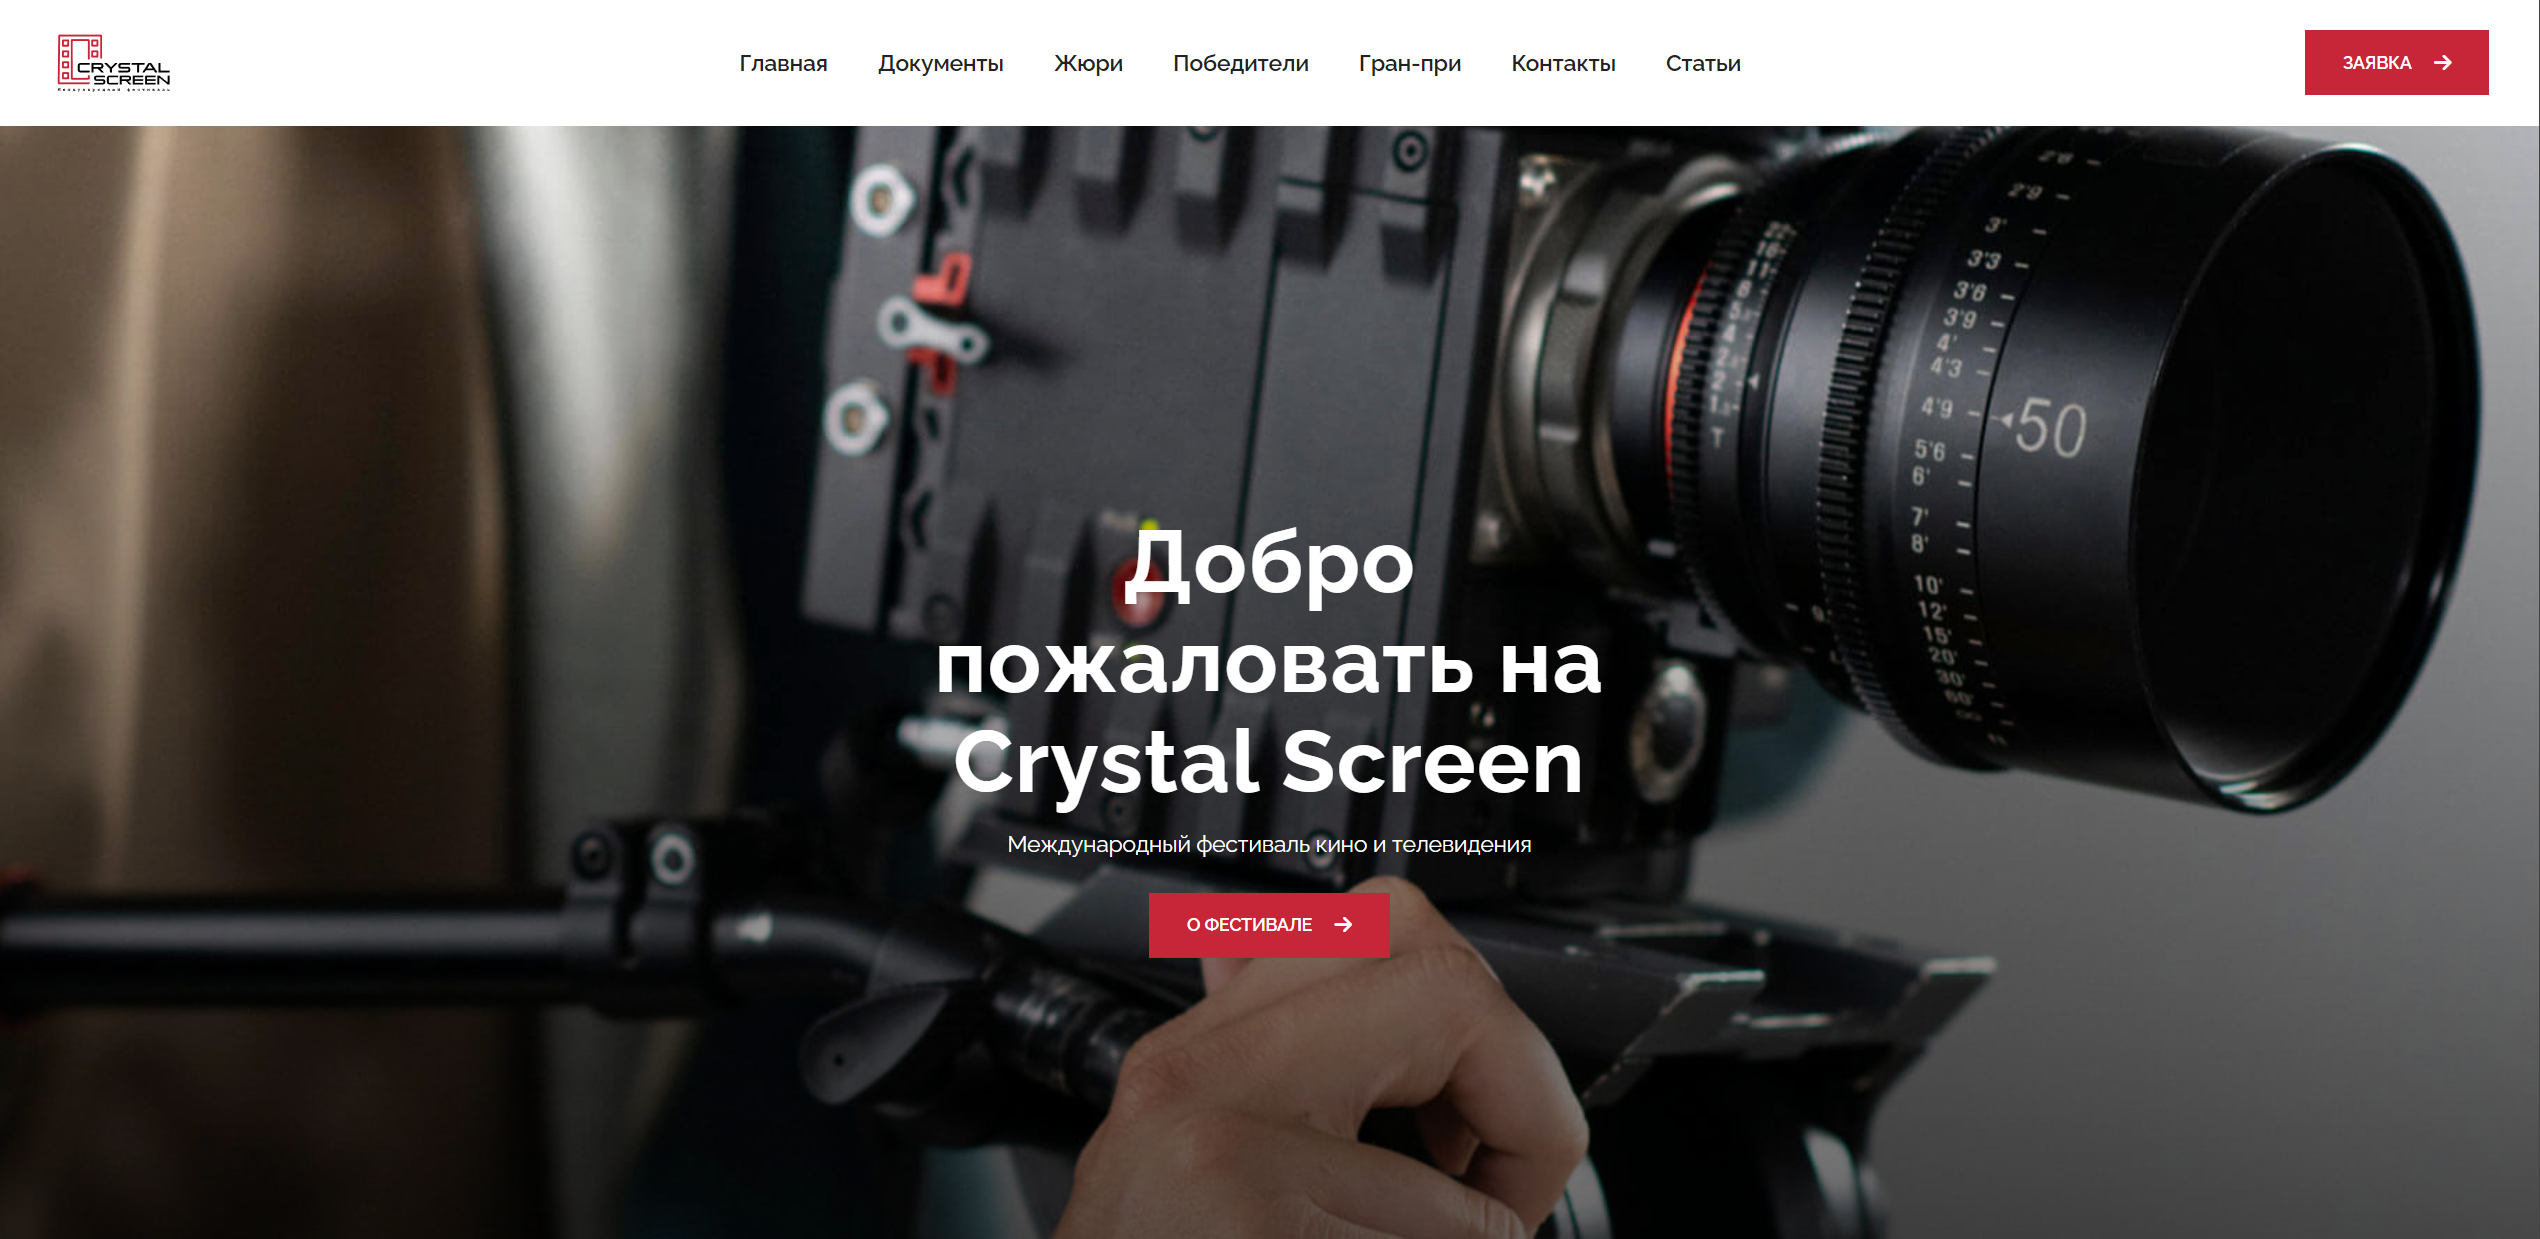 CRYSTAL
SCREEN
Международный фестиваль
Главная Документы Жюри Победители Гран-при Контакты Статьи
ЗАЯВКА
2'9
3'
3'3
3'6
3'9
4'
4'3
4'9
50
5'6
6'
7'
8'
10'
12'
15'
20'
30'
60'
∞
T
Добро
пожаловать на
Crystal Screen
Международный фестиваль кино и телевидения
О ФЕСТИВАЛЕ